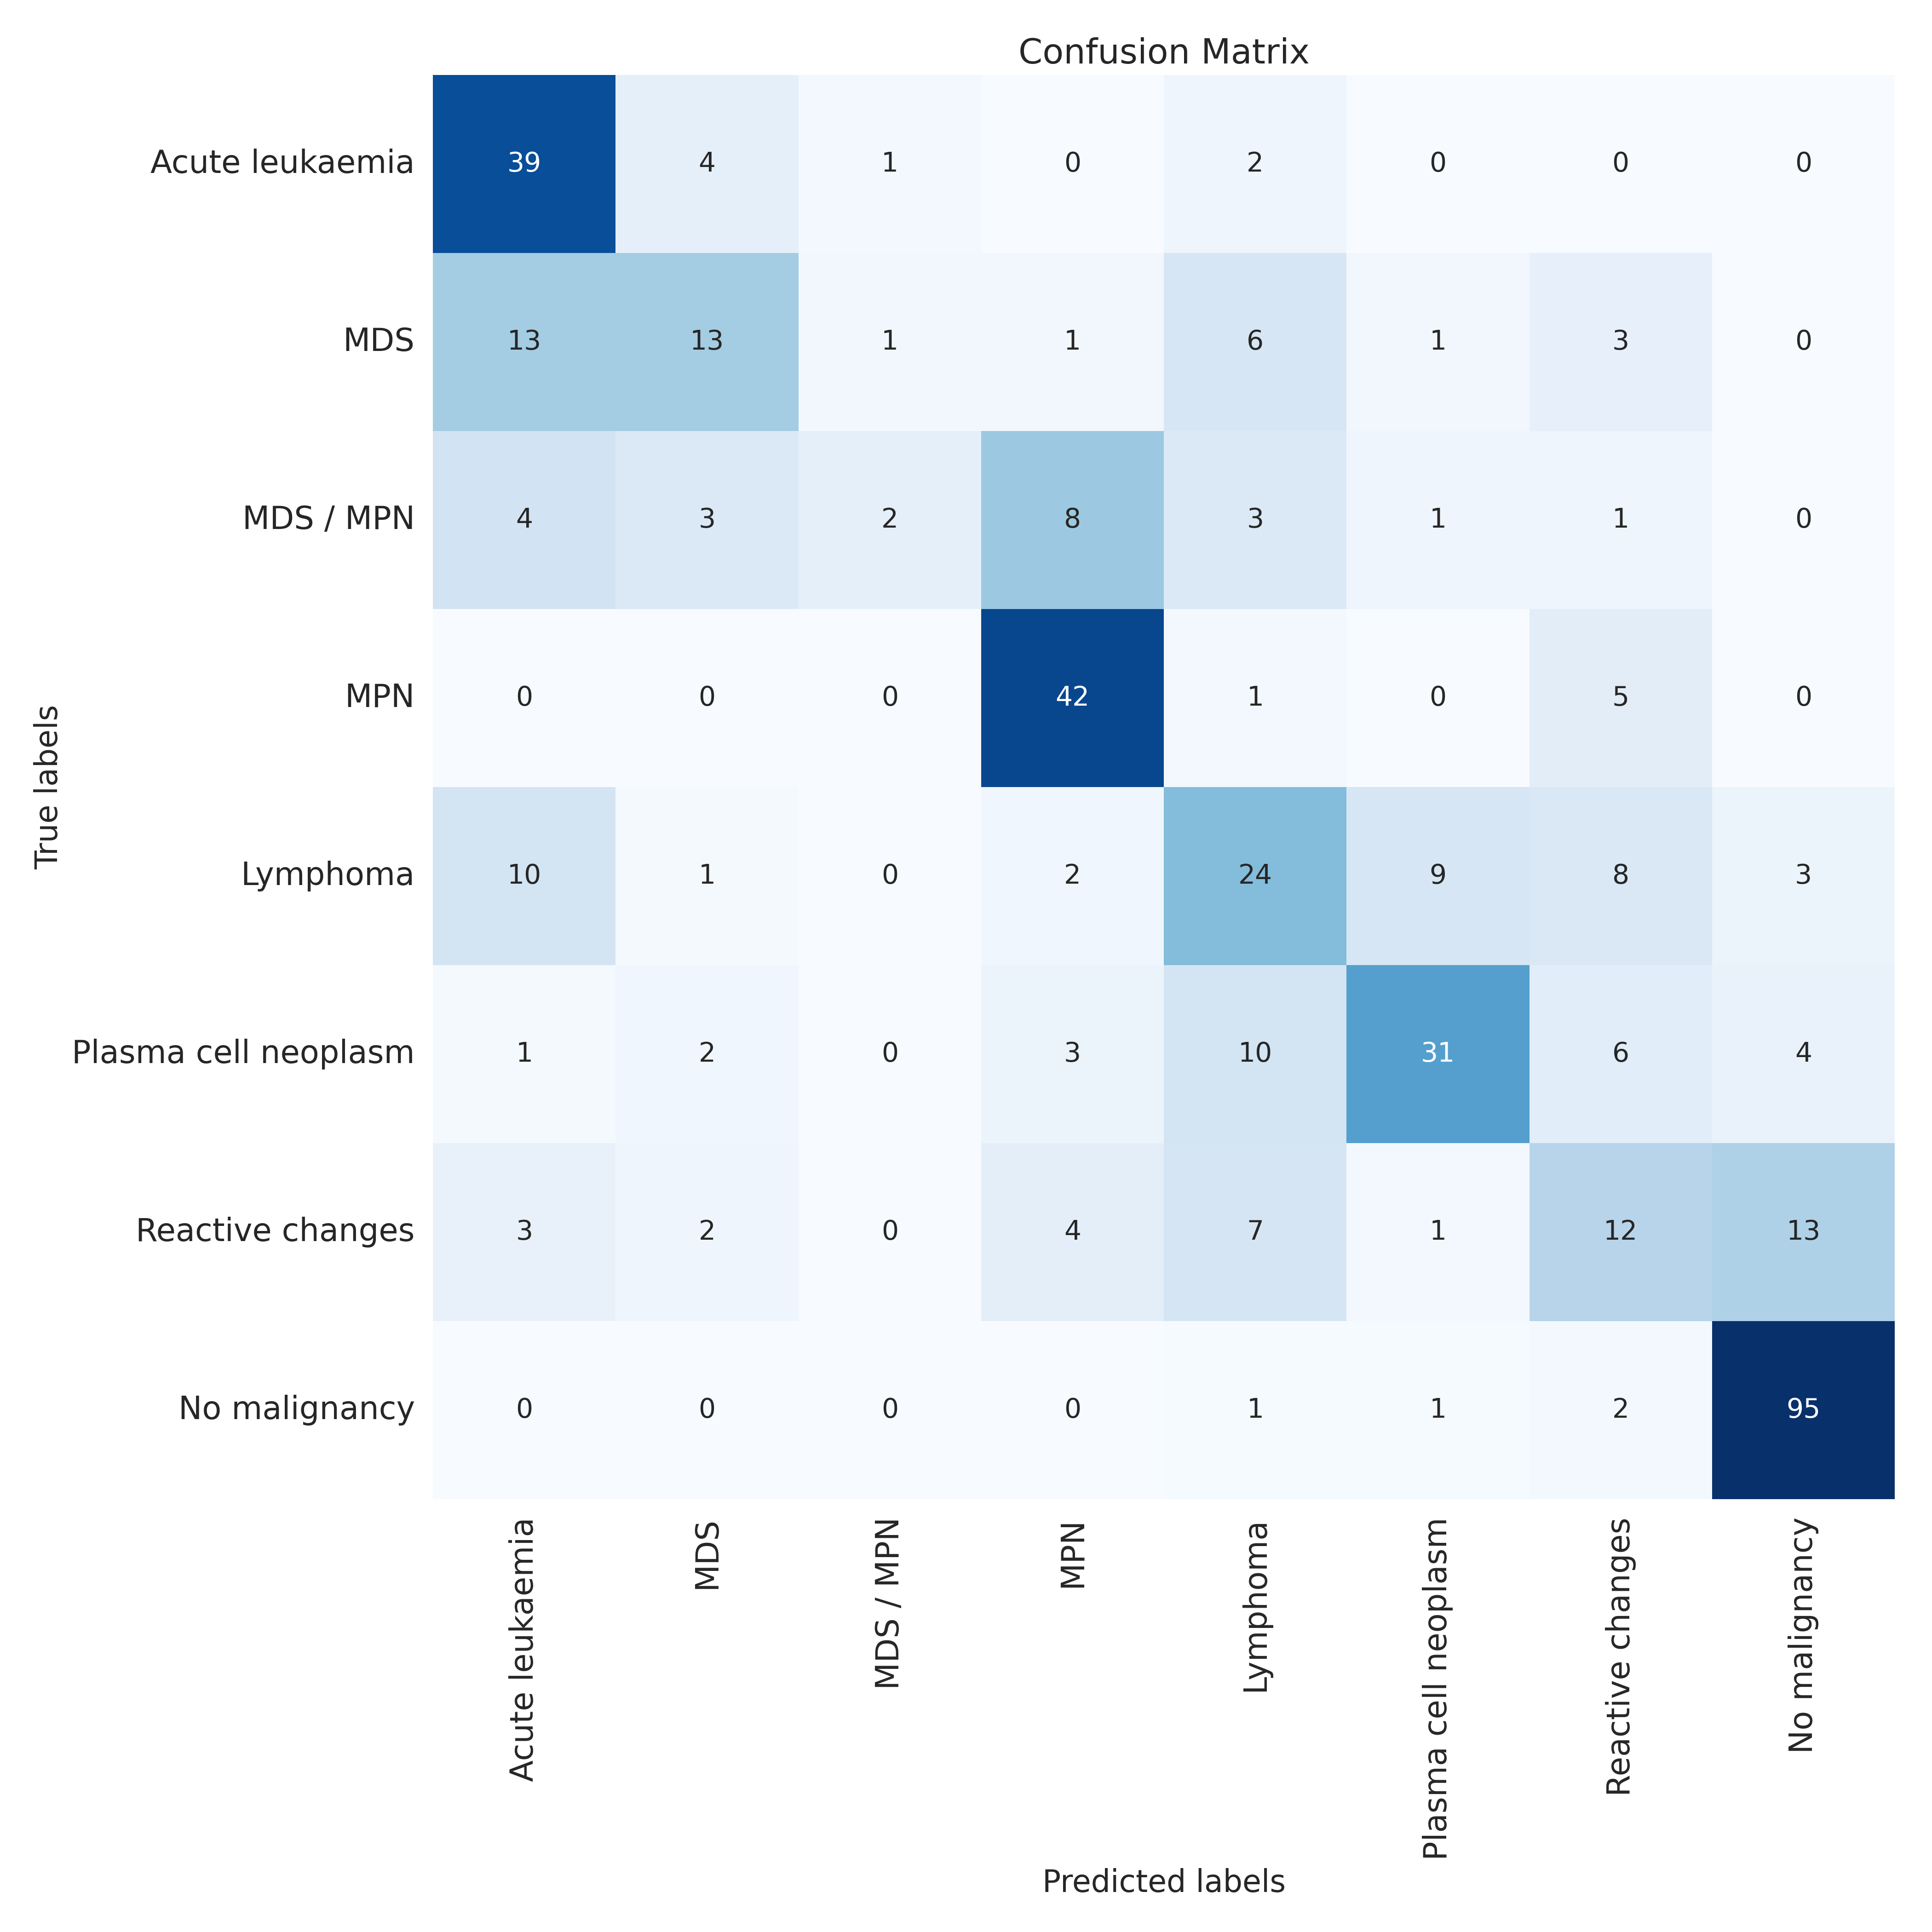 Confusion Matrix
True labels
Acute leukaemia 39 4 1 0 2 0 0 0
MDS 13 13 1 1 6 1 3 0
MDS / MPN 4 3 2 8 3 1 1 0
MPN 0 0 0 42 1 0 5 0
Lymphoma 10 1 0 2 24 9 8 3
Plasma cell neoplasm 1 2 0 3 10 31 6 4
Reactive changes 3 2 0 4 7 1 12 13
No malignancy 0 0 0 0 1 1 2 95
Acute leukaemia
MDS
MDS / MPN
MPN
Lymphoma
Plasma cell neoplasm
Reactive changes
No malignancy
Predicted labels